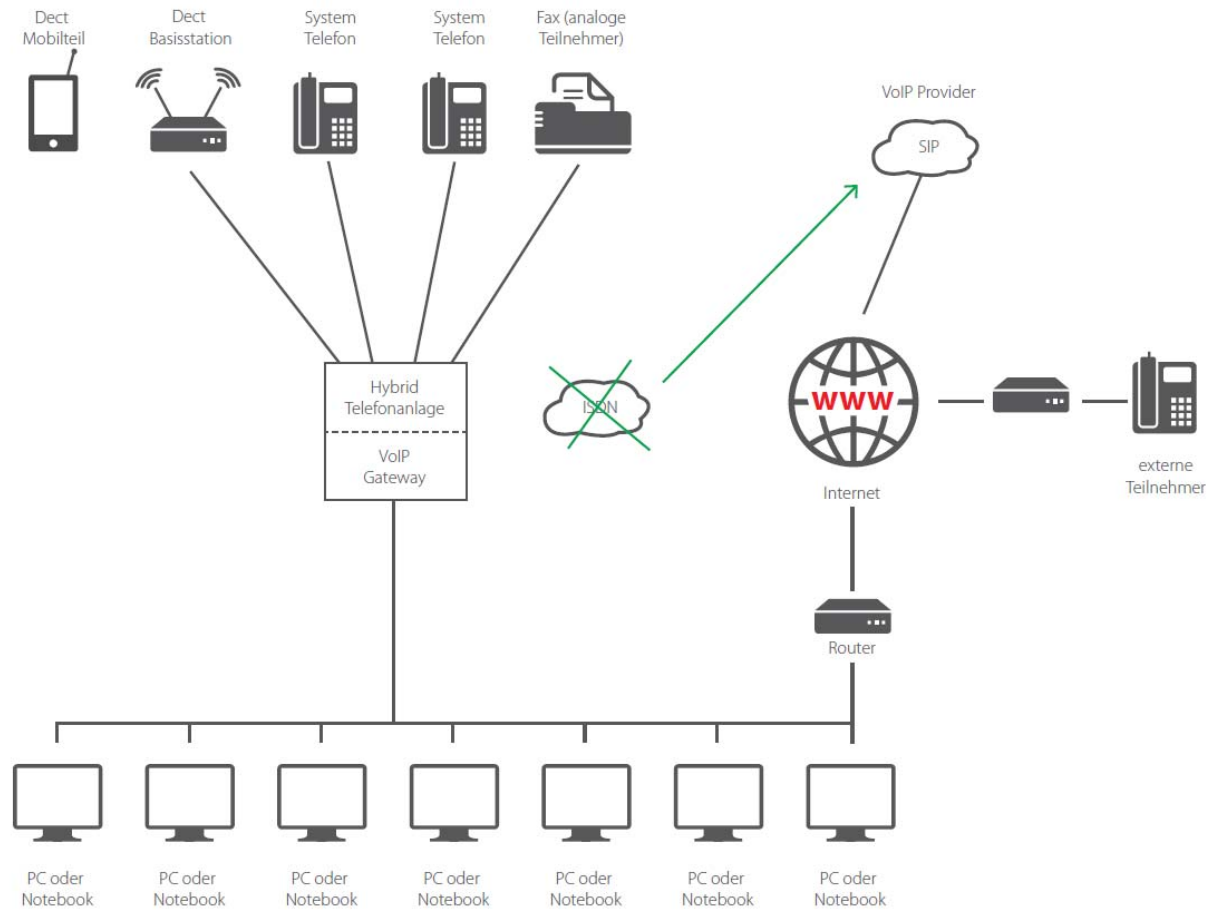 Dect
Mobilteil
Dect
Basisstation
System
Telefon
System
Telefon
Fax (analoge
Teilnehmer)
VoIP Provider
SIP
Hybrid
Telefonanlage
VoIP
Gateway
ISDN
WWW
Internet
externe
Teilnehmer
Router
PC oder
Notebook
PC oder
Notebook
PC oder
Notebook
PC oder
Notebook
PC oder
Notebook
PC oder
Notebook
PC oder
Notebook